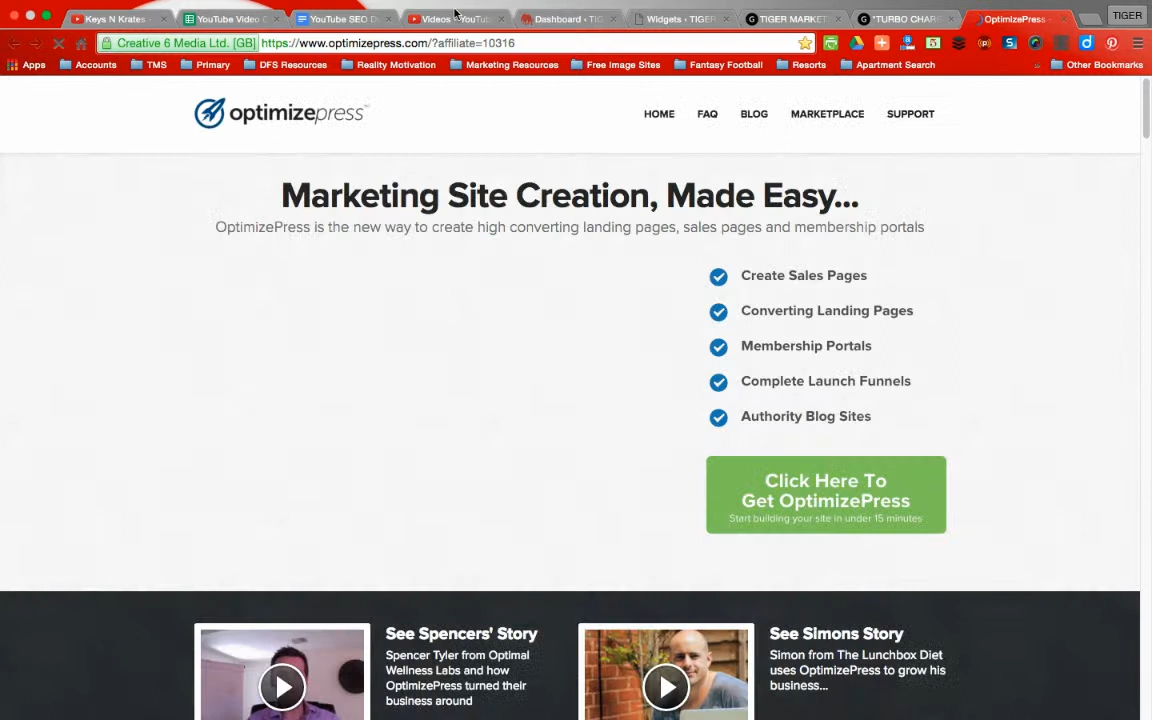 Keys N Krates -
YouTube Video
YouTube SEO D
Videos - YouTub
Dashboard ‹ TIG
Widgets ‹ TIGER
TIGER MARKET
*TURBO CHAR
OptimizePress -
TIGER
Creative 6 Media Ltd. [GB] https://www.optimizepress.com/?affiliate=10316
Apps Accounts TMS Primary DFS Resources Reality Motivation Marketing Resources Free Image Sites Fantasy Football Resorts Apartment Search » Other Bookmarks
optimizepress
HOME FAQ BLOG MARKETPLACE SUPPORT
Marketing Site Creation, Made Easy...
OptimizePress is the new way to create high converting landing pages, sales pages and membership portals
Create Sales Pages
Converting Landing Pages
Membership Portals
Complete Launch Funnels
Authority Blog Sites
Click Here To
Get OptimizePress
Start building your site in under 15 minutes
See Spencers' Story
Spencer Tyler from Optimal
Wellness Labs and how
OptimizePress turned their
business around
See Simons Story
Simon from The Lunchbox Diet
uses OptimizePress to grow his
business...